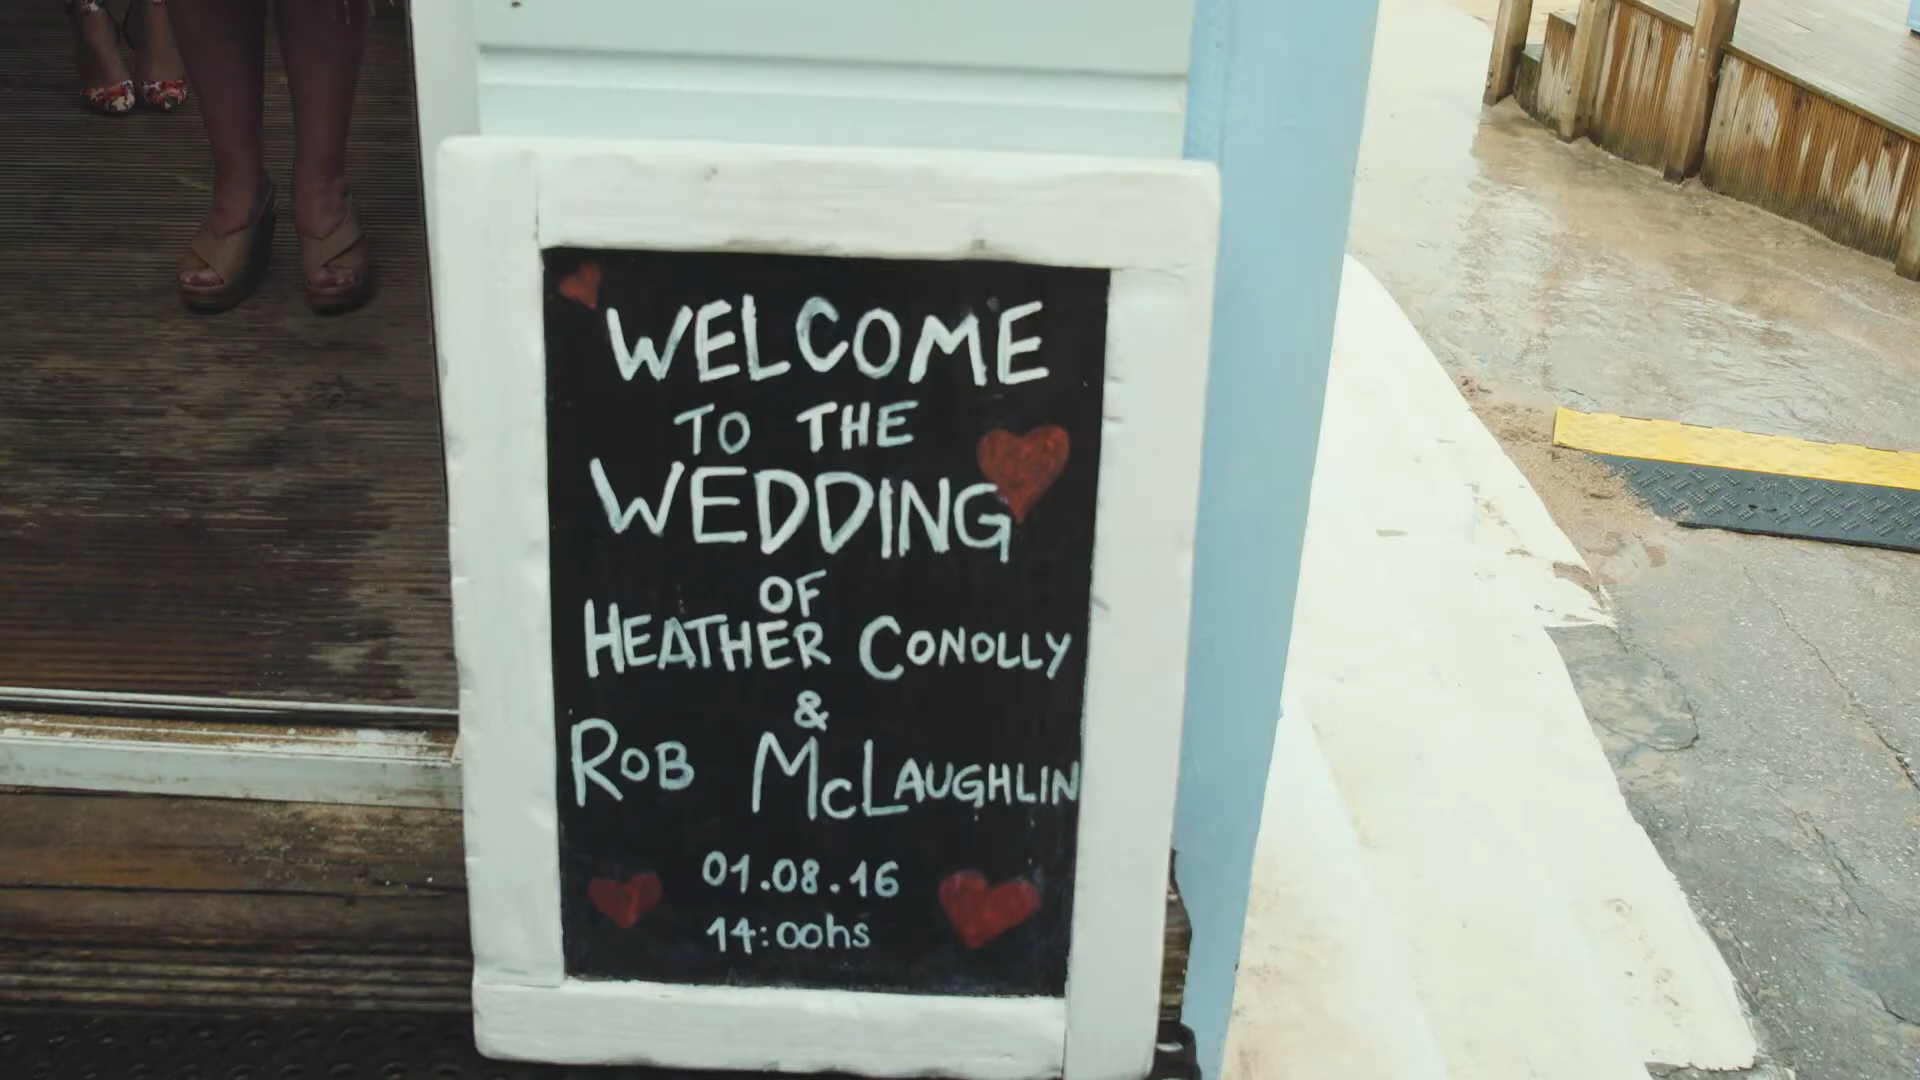 WELCOME
TO THE
WEDDING
OF
HEATHER CONOLLY
&
ROB MCLAUGHLIN
01.08.16
14:00hs